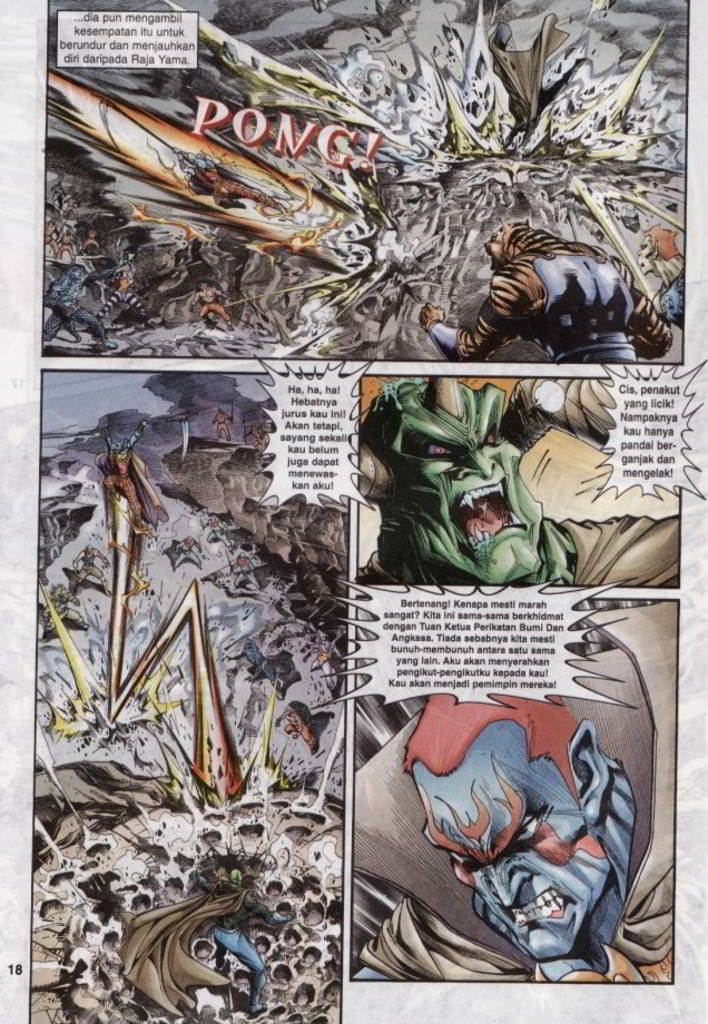 ...dia pun mengambil
kesempatan itu untuk
berundur dan menjauhkan
diri daripada Raja Yama.
PONG!
Ha, ha, ha!
Hebatnya
jurus kau ini!
Akan tetapi,
sayang sekali
kau belum
juga dapat
menewas-
kan aku!
Cis, penakut
yang licik!
Nampaknya
kau hanya
pandai ber-
ganjak dan
mengelak!
Bertenang! Kenapa mesti marah
sangat? Kita ini sama-sama berkhidmat
dengan Tuan Ketua Perikatan Bumi Dan
Angkasa. Tiada sebabnya kita mesti
bunuh-membunuh antara satu sama
yang lain. Aku akan menyerahkan
pengikut-pengikutku kepada kau!
Kau akan menjadi pemimpin mereka!
18